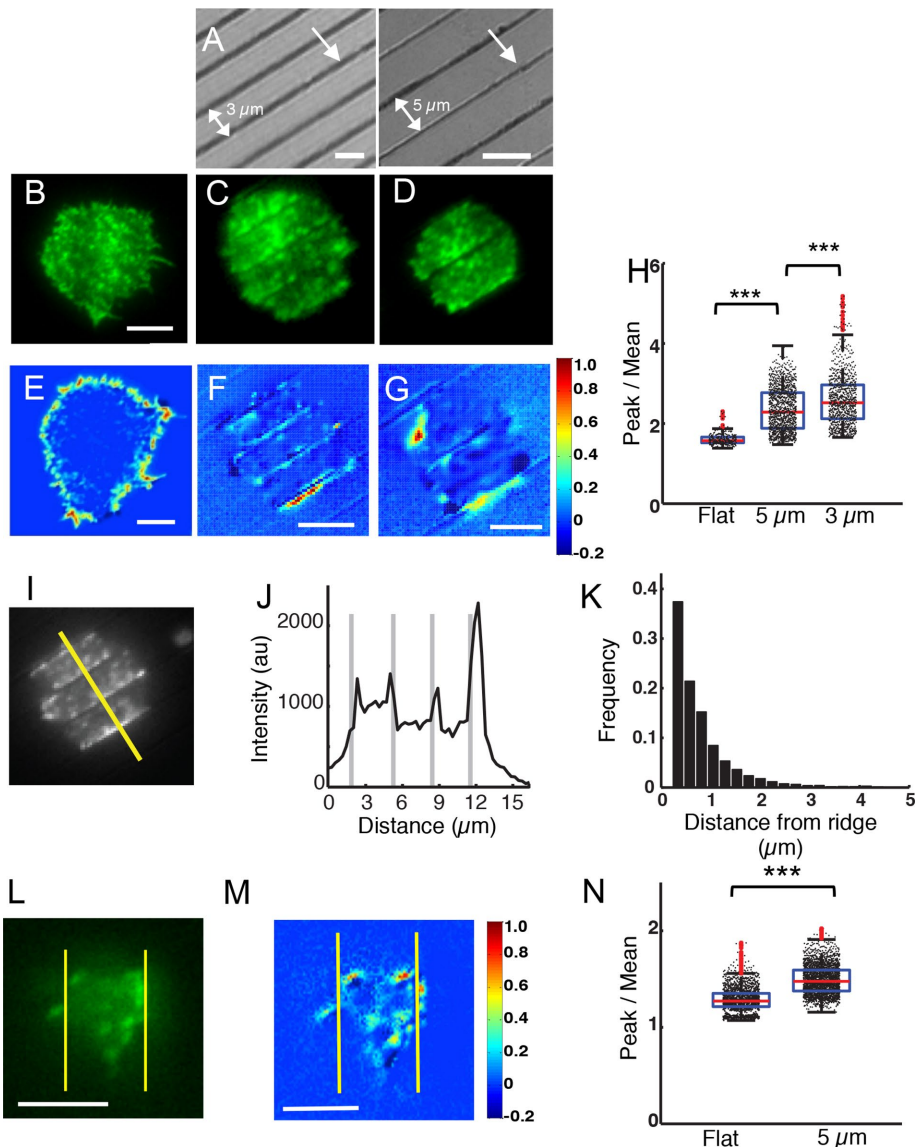 A
3 µm
5 µm
B
C
D
E
F
G
1.0
0.8
0.6
0.4
0.2
0
-0.2
H
Peak / Mean
6
4
2
0
***
***
Flat
5 µm
3 µm
I
J
Intensity (au)
2000
1000
0
0
3
6
9
12
15
Distance (µm)
K
Frequency
0.4
0.3
0.2
0.1
0
0
1
2
3
4
5
Distance from ridge
(µm)
L
M
1.0
0.8
0.6
0.4
0.2
0
-0.2
N
Peak / Mean
2
1
0
***
Flat
5 µm